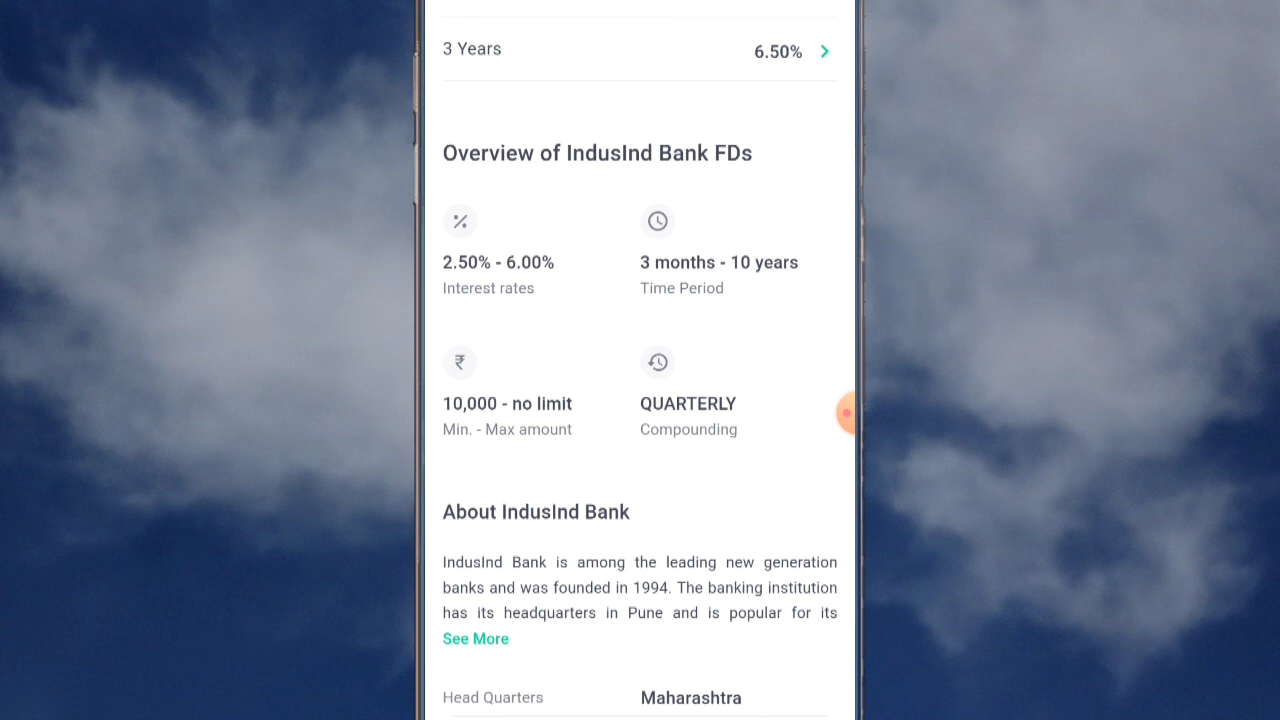 3 Years
6.50%
Overview of IndusInd Bank FDs
2.50% - 6.00%
Interest rates
3 months - 10 years
Time Period
₹
10,000 - no limit
Min. - Max amount
QUARTERLY
Compounding
About IndusInd Bank
IndusInd Bank is among the leading new generation
banks and was founded in 1994. The banking institution
has its headquarters in Pune and is popular for its
See More
Head Quarters
Maharashtra